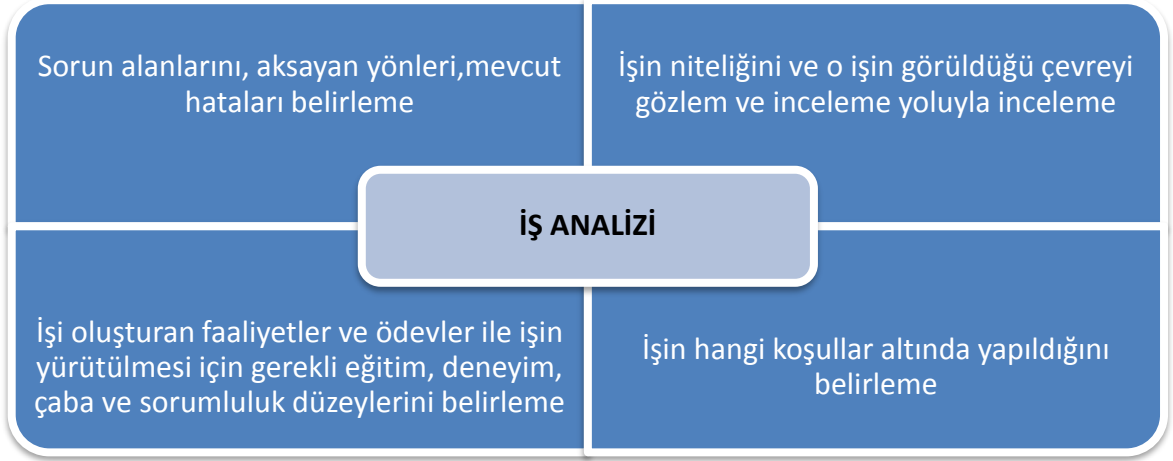 Sorun alanlarını, aksayan yönleri,mevcut
hataları belirleme
İşin niteliğini ve o işin görüldüğü çevreyi
gözlem ve inceleme yoluyla inceleme
İŞ ANALİZİ
İşi oluşturan faaliyetler ve ödevler ile işin
yürütülmesi için gerekli eğitim, deneyim,
çaba ve sorumluluk düzeylerini belirleme
İşin hangi koşullar altında yapıldığını
belirleme